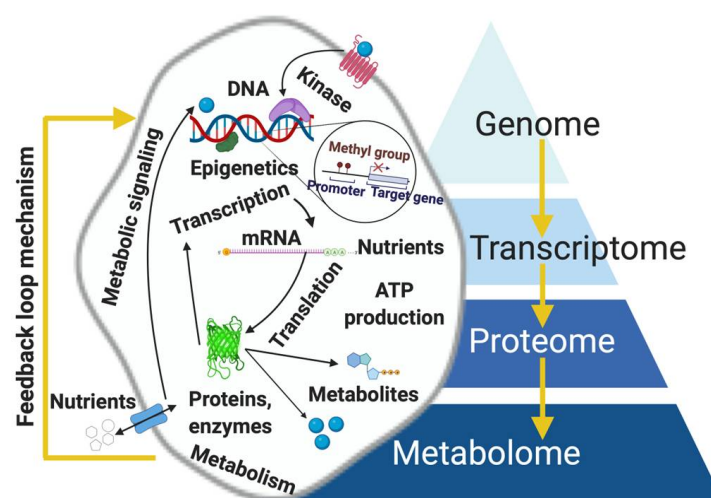 DNA
Kinase
Epigenetics
Methyl group
Promoter
Target gene
Transcription
mRNA
Nutrients
Translation
ATP
production
Metabolites
Proteins,
enzymes
Nutrients
Metabolism
Metabolic signaling
Feedback loop mechanism
Genome
Transcriptome
Proteome
Metabolome